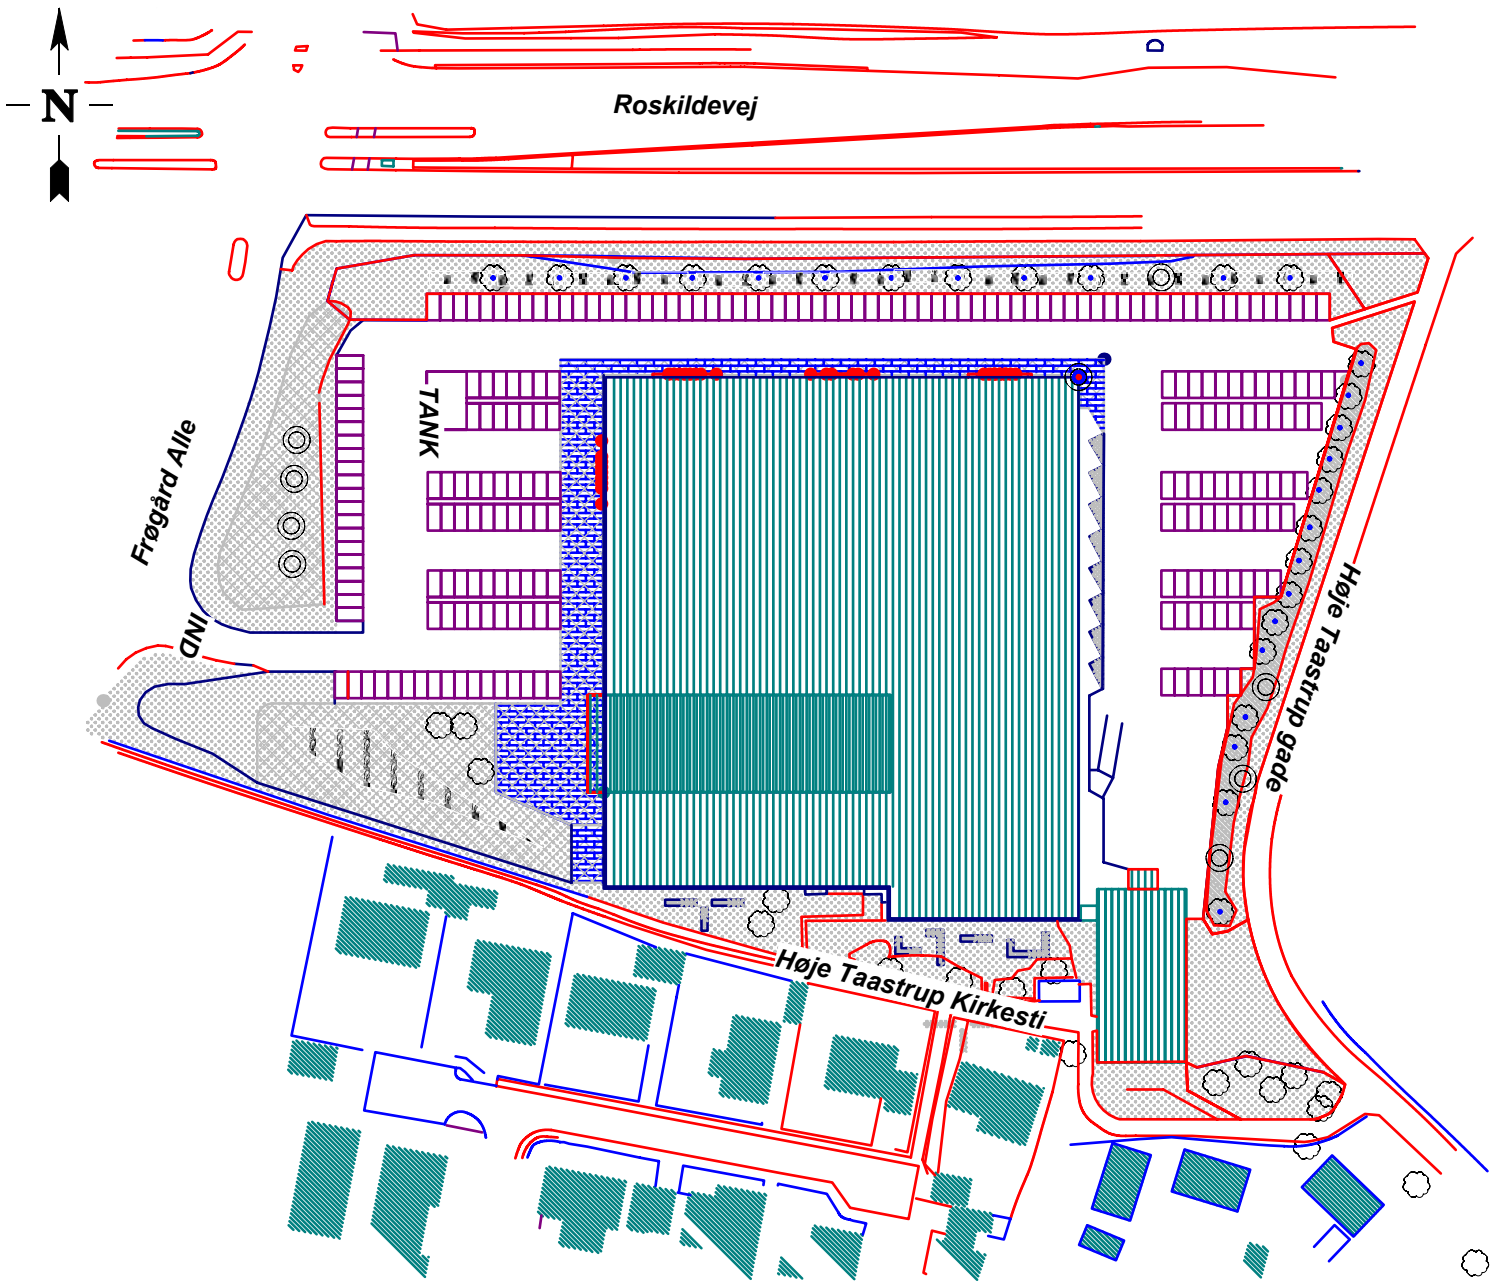 N
Roskildevej
TANK
Frøgård Alle
IND
Høje Taastrup gade
Høje Taastrup Kirkesti